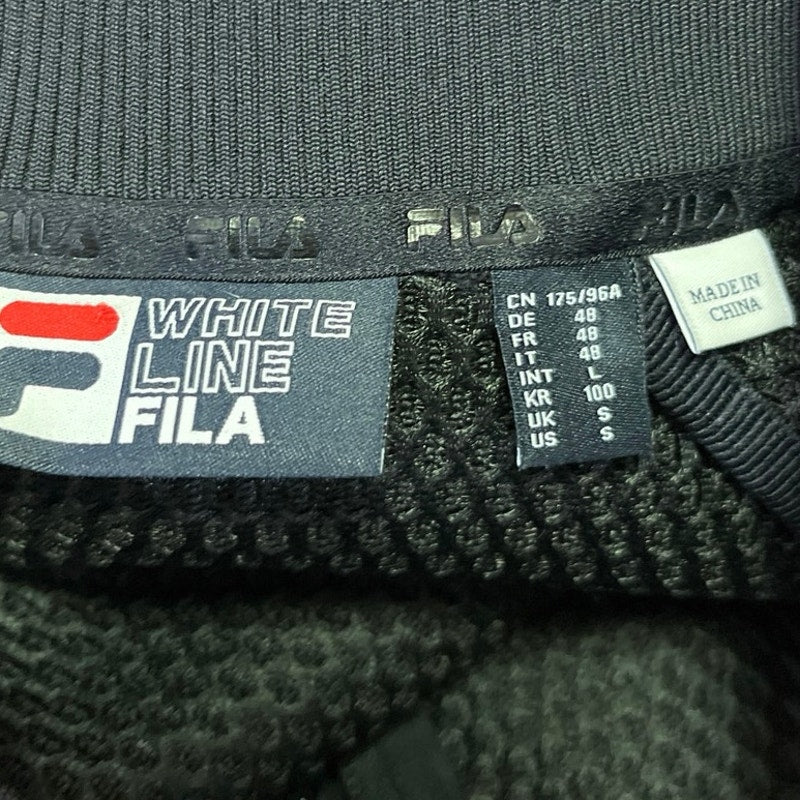 FILA FILA FILA FILA
WHITE
LINE
FILA
CN 175/96A
DE 48
FR 48
IT 48
INT L
KR 100
UK S
US S
MADE IN
CHINA